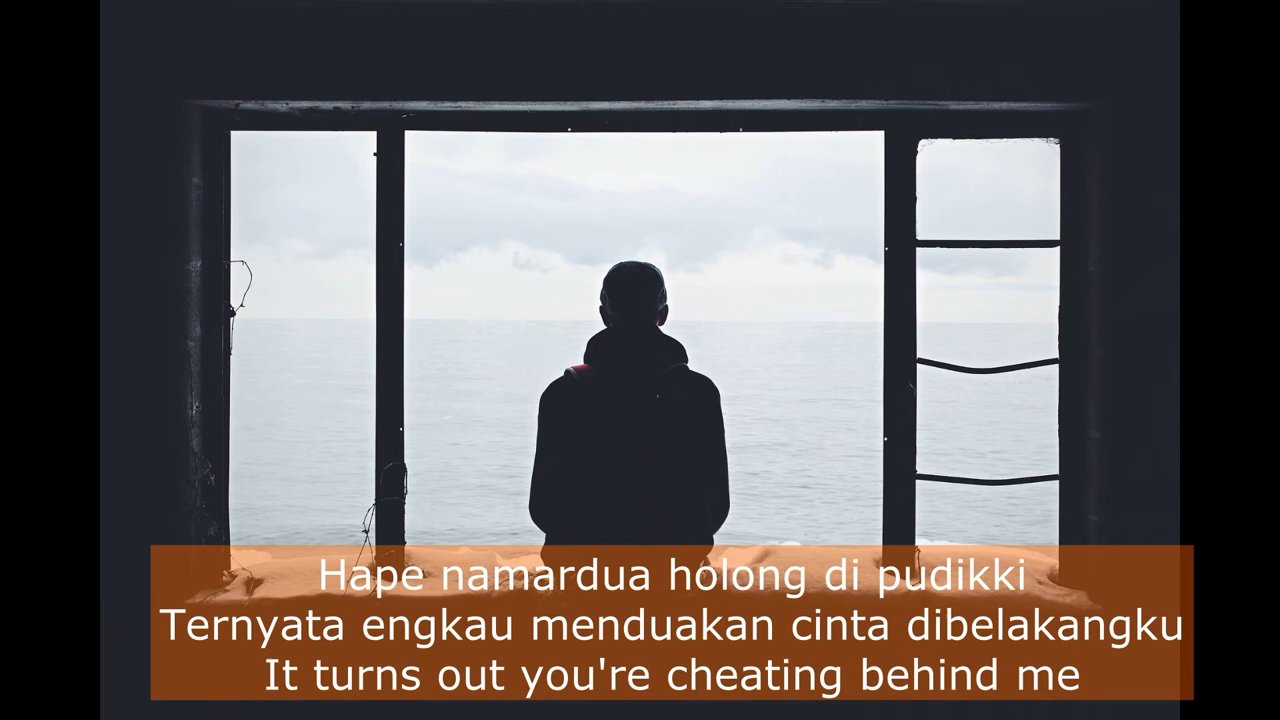 Hape namardua holong di pudikki
Ternyata engkau menduakan cinta dibelakangku
It turns out you're cheating behind me